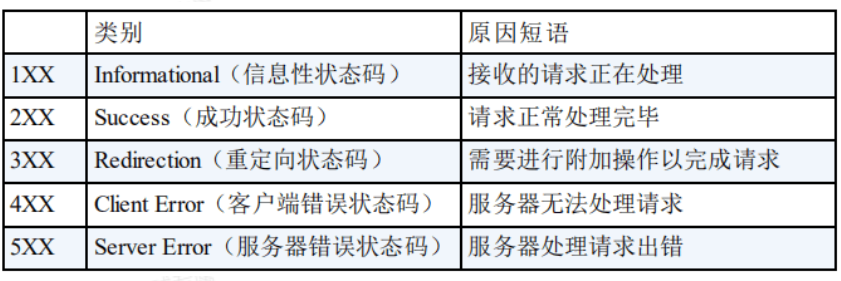 类别 原因短语
1XX Informational（信息性状态码） 接收的请求正在处理
2XX Success（成功状态码） 请求正常处理完毕
3XX Redirection（重定向状态码） 需要进行附加操作以完成请求
4XX Client Error（客户端错误状态码） 服务器无法处理请求
5XX Server Error（服务器错误状态码） 服务器处理请求出错